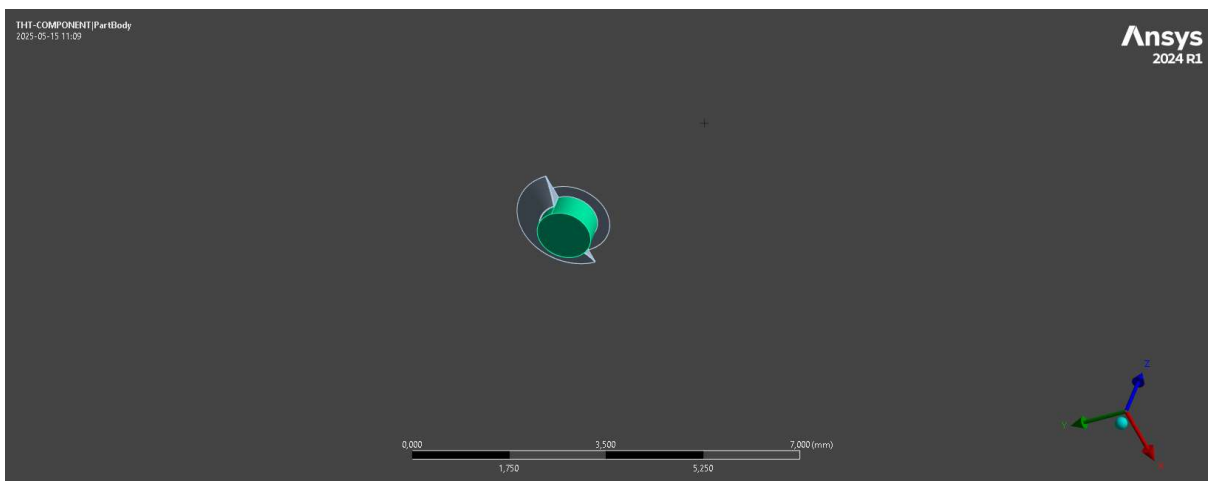 THT-COMPONENT|PartBody
2025-05-15 11:09
Ansys
2024 R1
0,000
3,500
7,000 (mm)
1,750
5,250
Z
Y
X